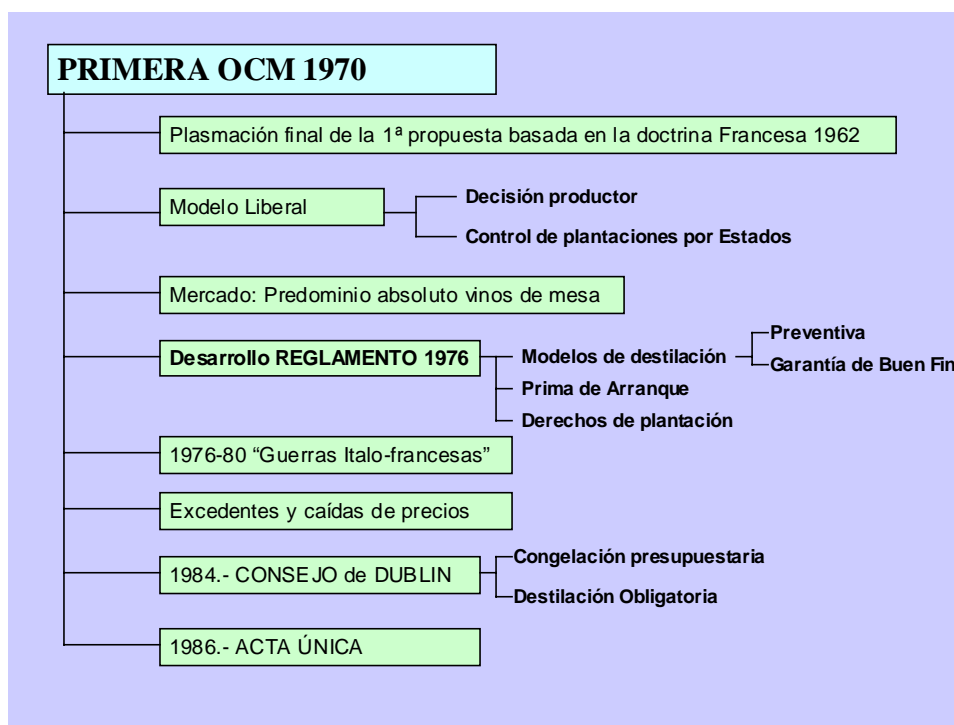 PRIMERA OCM 1970
Plasmación final de la 1ª propuesta basada en la doctrina Francesa 1962
Modelo Liberal
Decisión productor
Control de plantaciones por Estados
Mercado: Predominio absoluto vinos de mesa
Desarrollo REGLAMENTO 1976
Modelos de destilación
Preventiva
Garantía de Buen Fin
Prima de Arranque
Derechos de plantación
1976-80 “Guerras Italo-francesas”
Excedentes y caídas de precios
1984.- CONSEJO de DUBLIN
Congelación presupuestaria
Destilación Obligatoria
1986.- ACTA ÚNICA